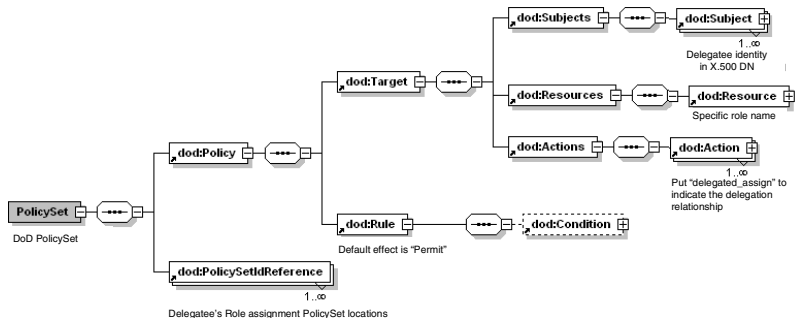 dod:Subjects
dod:Subject
1..∞
Delegatee identity
in X.500 DN
dod:Target
dod:Resources
dod:Resource
Specific role name
dod:Policy
dod:Actions
dod:Action
1..∞
Put “delegated_assign” to
indicate the delegation
relationship
PolicySet
DoD PolicySet
dod:Rule
dod:Condition
Default effect is “Permit”
dod:PolicySetIdReference
1..∞
Delegatee's Role assignment PolicySet locations